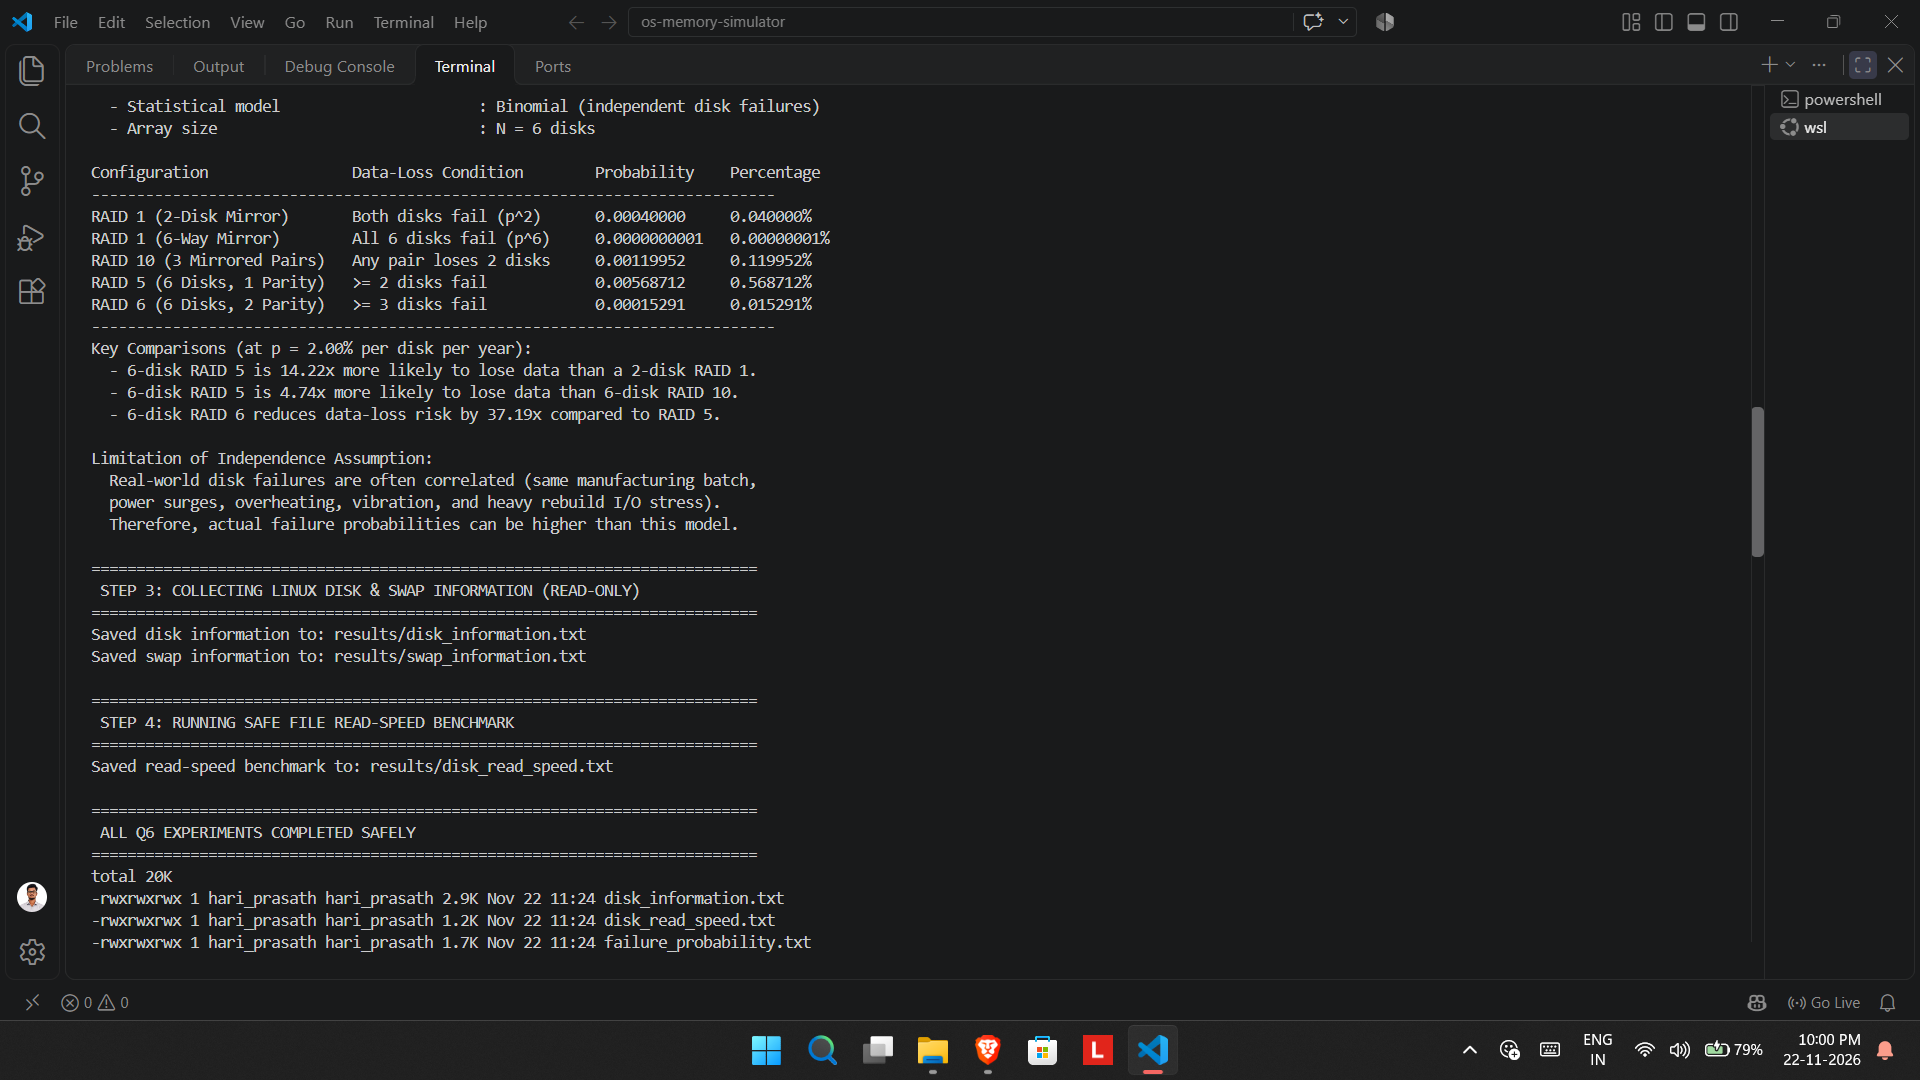 File Edit Selection View Go Run Terminal Help
os-memory-simulator
Problems Output Debug Console Terminal Ports
powershell
wsl
- Statistical model : Binomial (independent disk failures)
- Array size : N = 6 disks
Configuration Data-Loss Condition Probability Percentage
----------------------------------------------------------------------------
RAID 1 (2-Disk Mirror) Both disks fail (p^2) 0.00040000 0.040000%
RAID 1 (6-Way Mirror) All 6 disks fail (p^6) 0.0000000001 0.00000001%
RAID 10 (3 Mirrored Pairs) Any pair loses 2 disks 0.00119952 0.119952%
RAID 5 (6 Disks, 1 Parity) >= 2 disks fail 0.00568712 0.568712%
RAID 6 (6 Disks, 2 Parity) >= 3 disks fail 0.00015291 0.015291%
----------------------------------------------------------------------------
Key Comparisons (at p = 2.00% per disk per year):
- 6-disk RAID 5 is 14.22x more likely to lose data than a 2-disk RAID 1.
- 6-disk RAID 5 is 4.74x more likely to lose data than 6-disk RAID 10.
- 6-disk RAID 6 reduces data-loss risk by 37.19x compared to RAID 5.
Limitation of Independence Assumption:
Real-world disk failures are often correlated (same manufacturing batch,
power surges, overheating, vibration, and heavy rebuild I/O stress).
Therefore, actual failure probabilities can be higher than this model.
==========================================================================
STEP 3: COLLECTING LINUX DISK & SWAP INFORMATION (READ-ONLY)
==========================================================================
Saved disk information to: results/disk_information.txt
Saved swap information to: results/swap_information.txt
==========================================================================
STEP 4: RUNNING SAFE FILE READ-SPEED BENCHMARK
==========================================================================
Saved read-speed benchmark to: results/disk_read_speed.txt
==========================================================================
ALL Q6 EXPERIMENTS COMPLETED SAFELY
==========================================================================
total 20K
-rwxrwxrwx 1 hari_prasath hari_prasath 2.9K Nov 22 11:24 disk_information.txt
-rwxrwxrwx 1 hari_prasath hari_prasath 1.2K Nov 22 11:24 disk_read_speed.txt
-rwxrwxrwx 1 hari_prasath hari_prasath 1.7K Nov 22 11:24 failure_probability.txt
0 0 Go Live
L
ENG
IN
79%
10:00 PM
22-11-2026